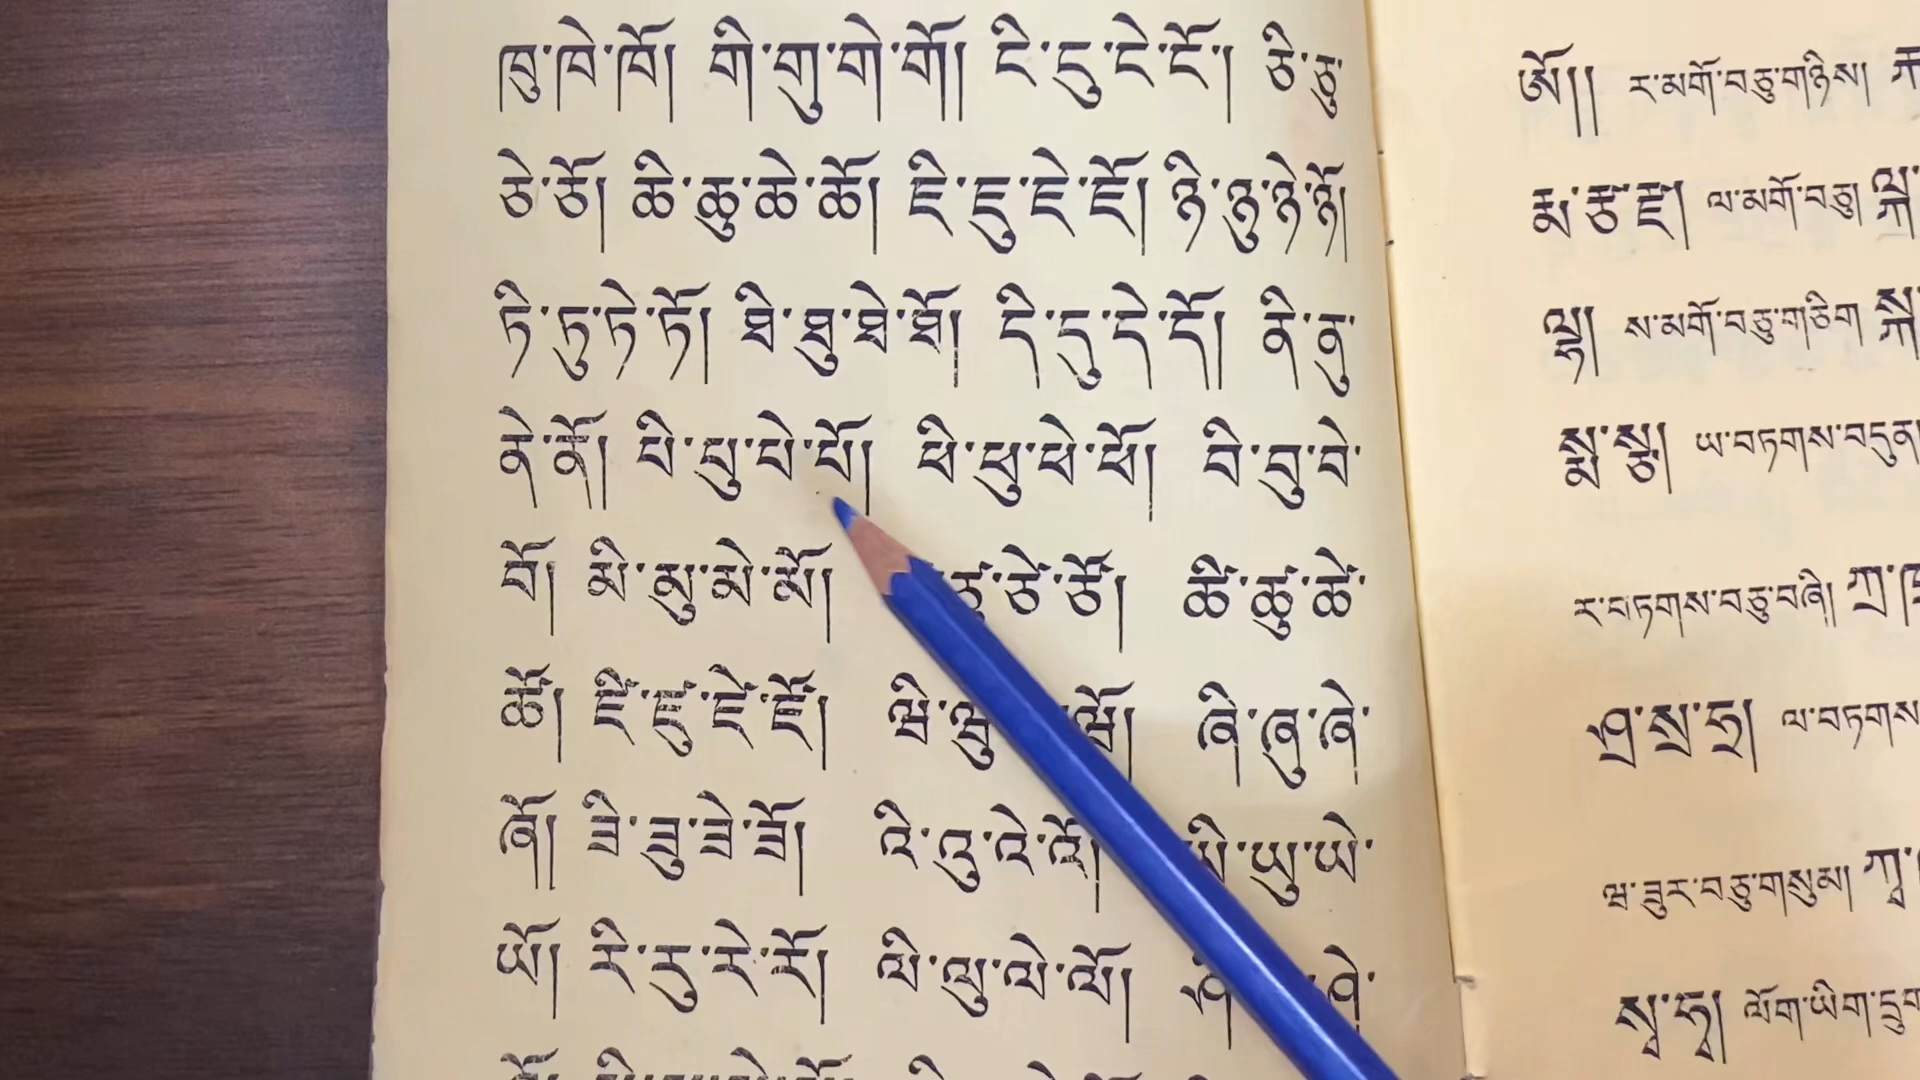 ཁུ་ཁེ་ཁོ། གི་གུ་གེ་གོ། ངི་ངུ་ངེ་ངོ་། ཅི་ཅུ་
ཅེ་ཅོ། ཆི་ཆུ་ཆེ་ཆོ། ཇི་ཇུ་ཇེ་ཇོ། ཉི་ཉུ་ཉེ་ཉོ།
ཏི་ཏུ་ཏེ་ཏོ། ཐི་ཐུ་ཐེ་ཐོ། དི་དུ་དེ་དོ། ནི་ནུ་
ནེ་ནོ། པི་པུ་པེ་པོ། ཕི་ཕུ་ཕེ་ཕོ། བི་བུ་བེ་
བོ། མི་མུ་མེ་མོ། ཙུ་ཙེ་ཙོ། ཚི་ཚུ་ཚེ་
ཚོ། ཛི་ཛུ་ཛེ་ཛོ། ཝི་ཝུ་ ཝོ། ཞི་ཞུ་ཞེ་
ཞོ། ཟི་ཟུ་ཟེ་ཟོ། འི་འུ་འེ་འོ། ཡི་ཡུ་ཡེ་
ཡོ། རི་རུ་རེ་རོ། ལི་ལུ་ལེ་ལོ། ཤི་ ཤེ་
ཨོ།། ར་མགོ་བཅུ་གཉིས།
རྨ་རྩ་རྫ། ལ་མགོ་བཅུ། ལྐ་
ལྷ། ས་མགོ་བཅུ་གཅིག སྐ་
སྨ་སྩ། ཡ་བཏགས་བདུན།
ར་བཏགས་བཅུ་བཞི། ཀྲ་
ཤྲ་སྲ་ཧྲ། ལ་བཏགས་
ཝ་ཟུར་བཅུ་གསུམ། ཀྭ་
སྭ་ཧྭ། ལོག་ཡིག་དྲུག